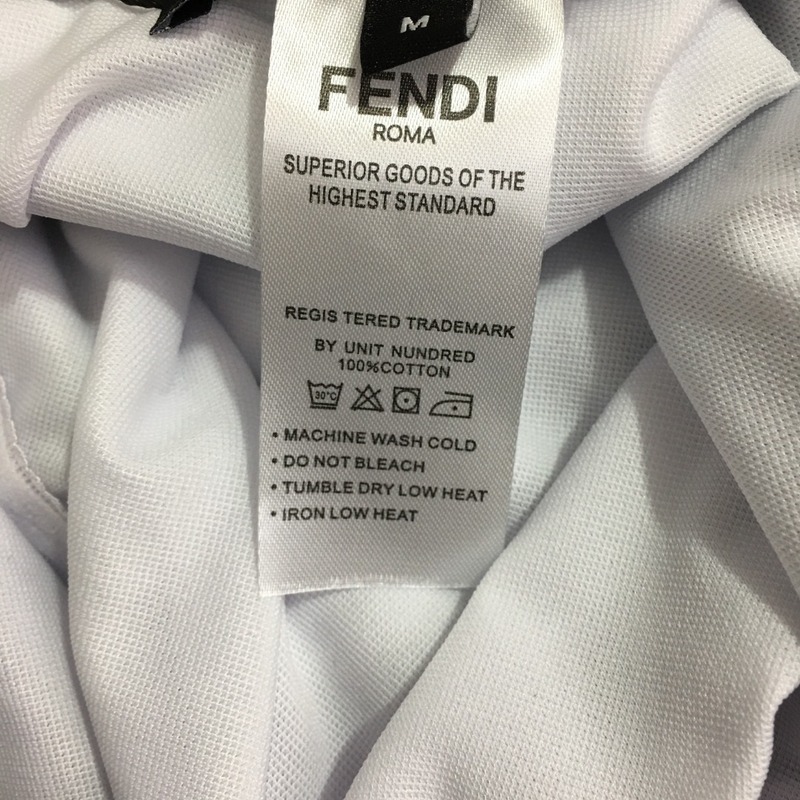 M
FENDI
ROMA
SUPERIOR GOODS OF THE
HIGHEST STANDARD
REGIS TERED TRADEMARK
BY UNIT NUNDRED
100%COTTON
30°C
• MACHINE WASH COLD
• DO NOT BLEACH
• TUMBLE DRY LOW HEAT
• IRON LOW HEAT